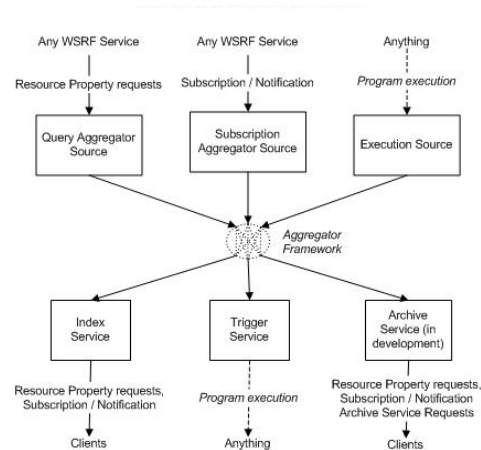 Any WSRF Service
Any WSRF Service
Anything
Resource Property requests
Subscription / Notification
Program execution
Query Aggregator
Source
Subscription
Aggregator Source
Execution Source
Aggregator
Framework
Index
Service
Trigger
Service
Archive
Service (in
development)
Resource Property requests,
Subscription / Notification
Program execution
Resource Property requests,
Subscription / Notification
Archive Service Requests
Clients
Anything
Clients